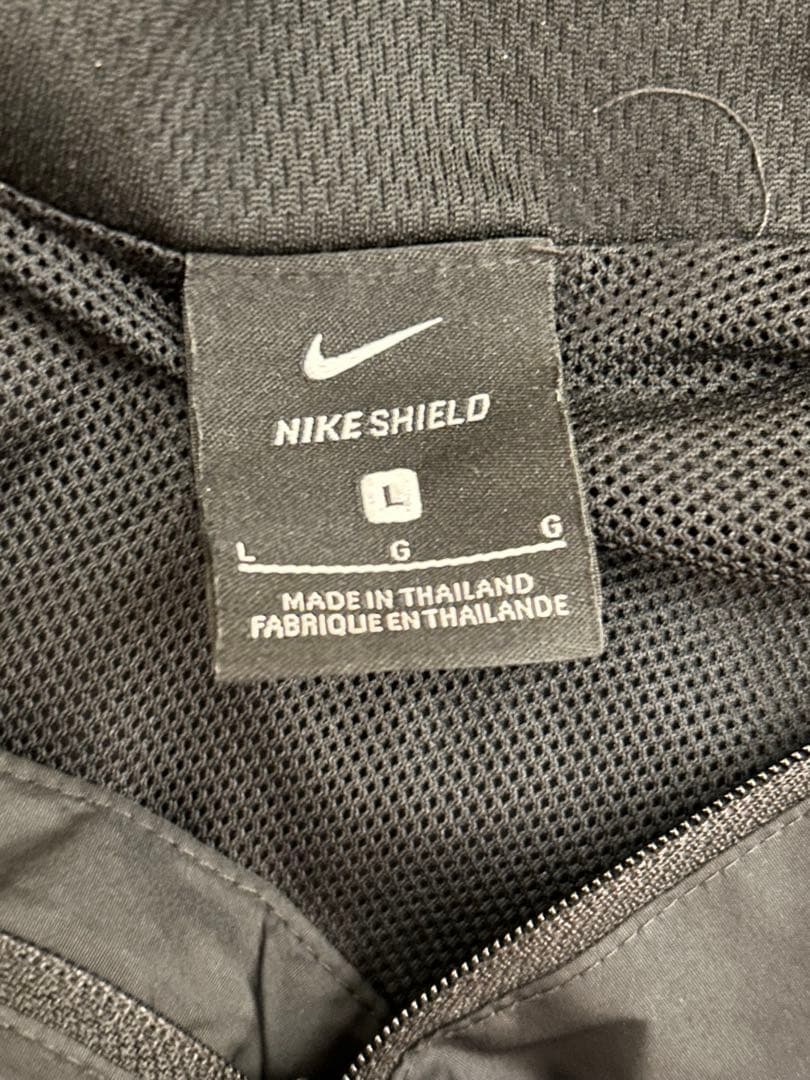 NIKE SHIELD
L
L G G
MADE IN THAILAND
FABRIQUE EN THAILANDE